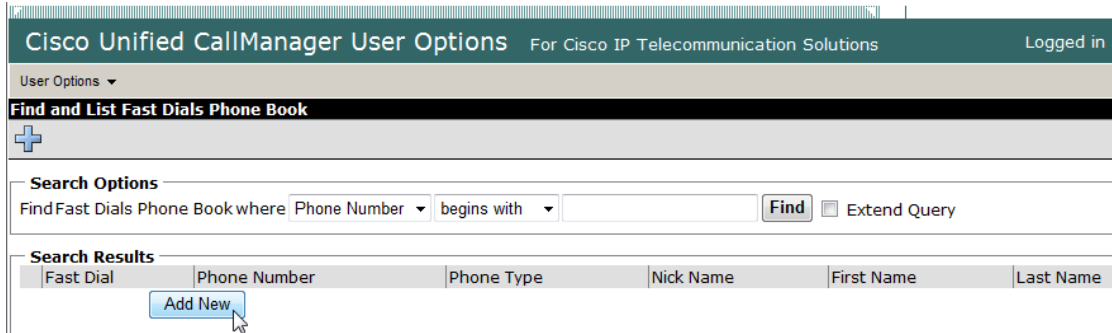 Cisco Unified CallManager User Options For Cisco IP Telecommunication Solutions Logged in
User Options
Find and List Fast Dials Phone Book
Search Options
Find Fast Dials Phone Book where Phone Number begins with Find Extend Query
Search Results
Fast Dial Phone Number Phone Type Nick Name First Name Last Name
Add New